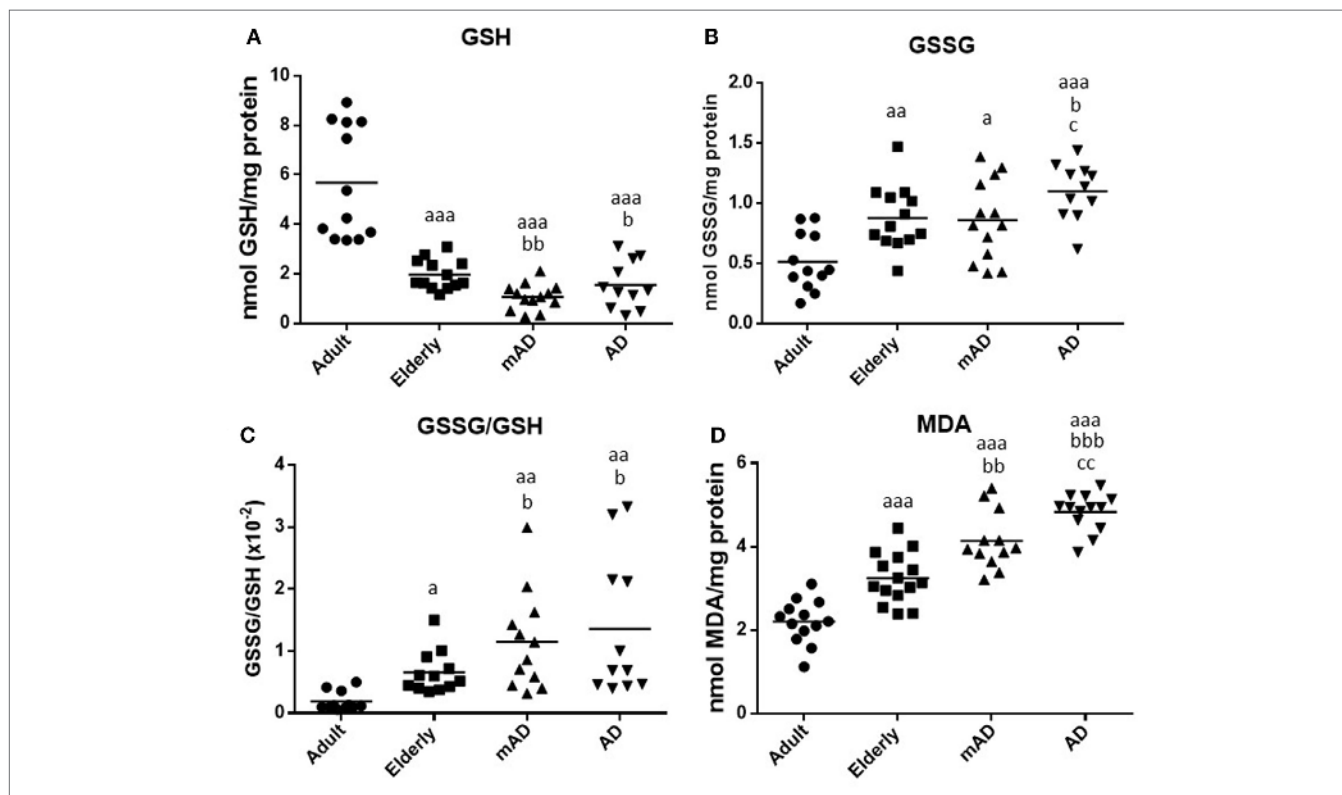 A
GSH
nmol GSH/mg protein
10
8
6
4
2
0
aaa
aaa
bb
aaa
b
Adult
Elderly
mAD
AD
B
GSSG
nmol GSSG/mg protein
2.0
1.5
1.0
0.5
0.0
aa
a
aaa
b
c
Adult
Elderly
mAD
AD
C
GSSG/GSH
GSSG/GSH (x10⁻²)
4
3
2
1
0
a
aa
b
aa
b
Adult
Elderly
mAD
AD
D
MDA
nmol MDA/mg protein
6
4
2
0
aaa
aaa
bb
aaa
bbb
cc
Adult
Elderly
mAD
AD